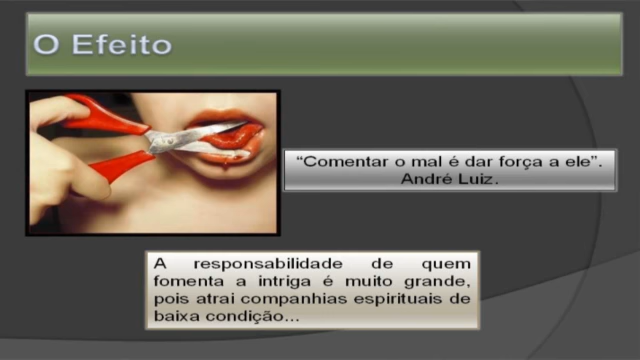 O Efeito
“Comentar o mal é dar força a ele”.
André Luiz.
A responsabilidade de quem
fomenta a intriga é muito grande,
pois atrai companhias espirituais de
baixa condição...